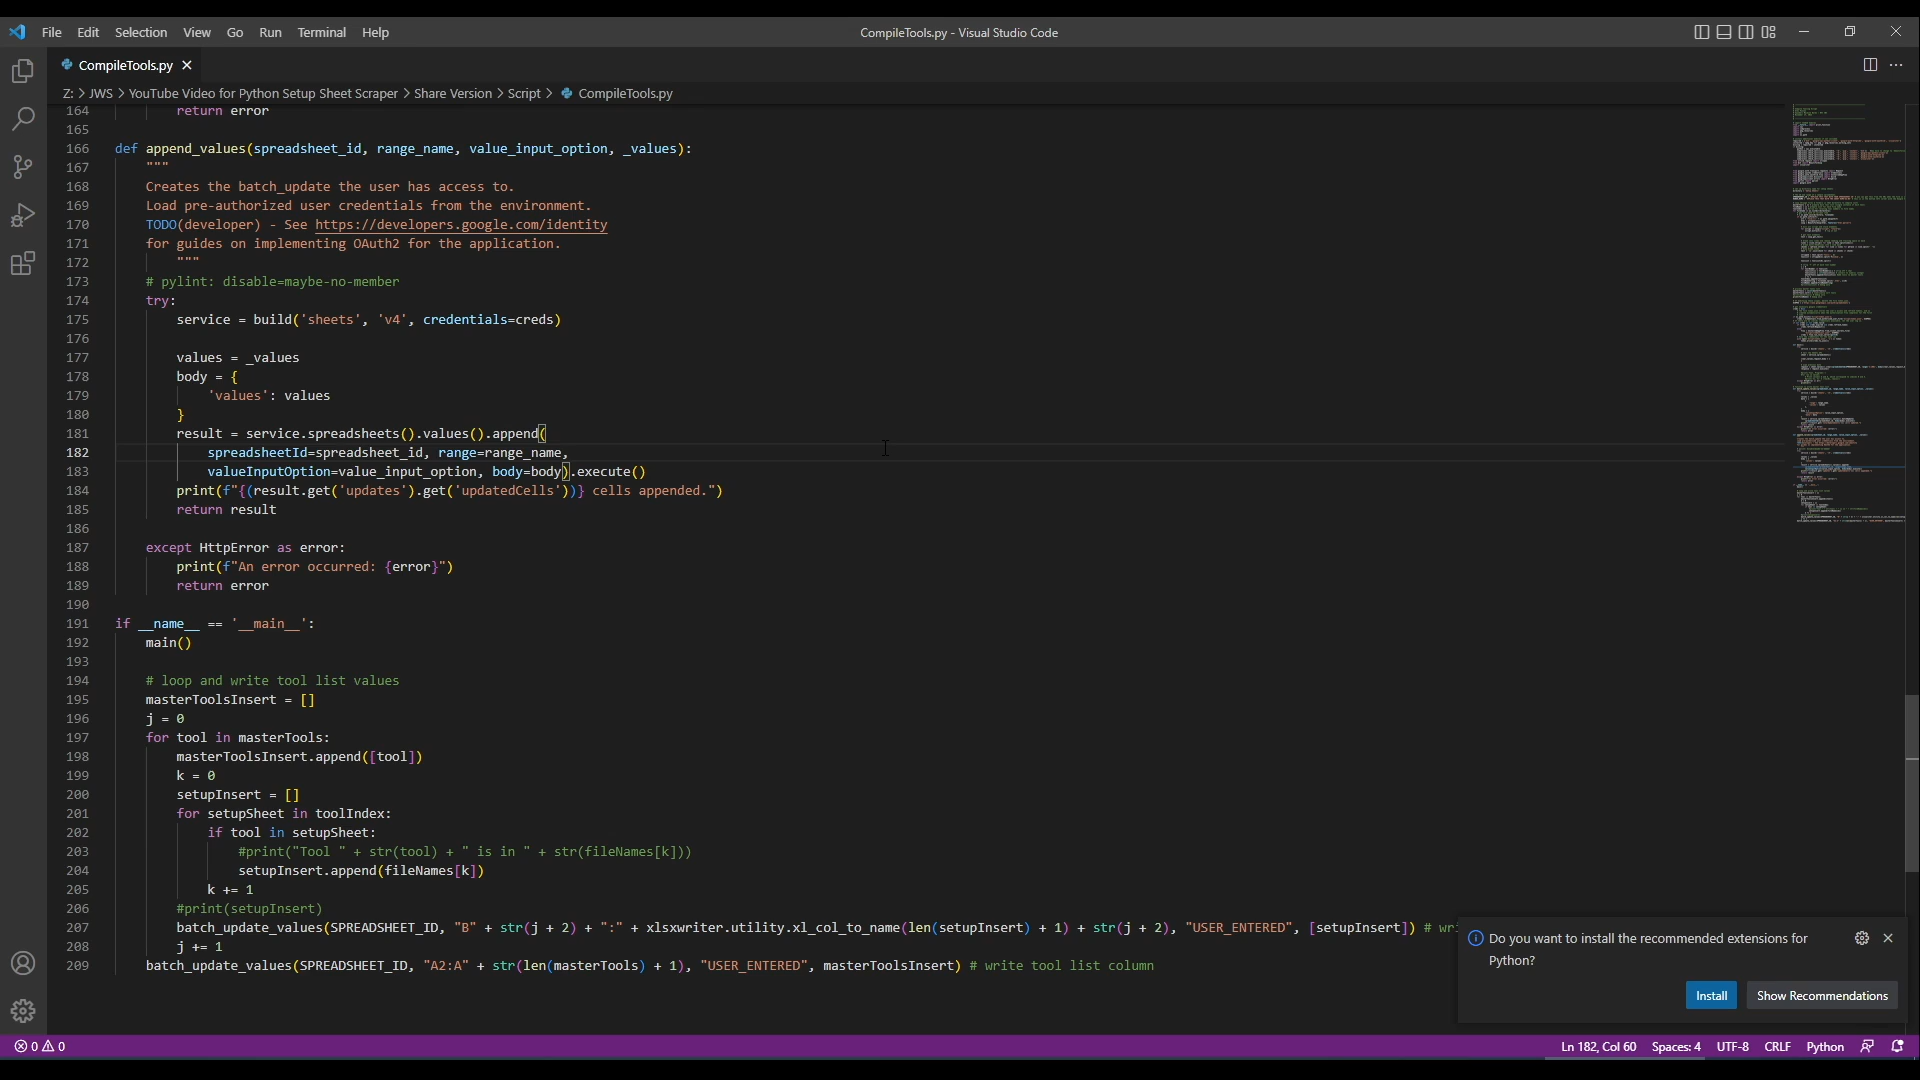 File Edit Selection View Go Run Terminal Help
CompileTools.py - Visual Studio Code
CompileTools.py
Z: > JWS > YouTube Video for Python Setup Sheet Scraper > Share Version > Script > CompileTools.py
164 return error
165
166 def append_values(spreadsheet_id, range_name, value_input_option, _values):
167 """
168 Creates the batch_update the user has access to.
169 Load pre-authorized user credentials from the environment.
170 TODO(developer) - See https://developers.google.com/identity
171 for guides on implementing OAuth2 for the application.
172 """
173 # pylint: disable=maybe-no-member
174 try:
175 service = build('sheets', 'v4', credentials=creds)
176
177 values = _values
178 body = {
179 'values': values
180 }
181 result = service.spreadsheets().values().append(
182 spreadsheetId=spreadsheet_id, range=range_name,
183 valueInputOption=value_input_option, body=body).execute()
184 print(f"{(result.get('updates').get('updatedCells'))} cells appended.")
185 return result
186
187 except HttpError as error:
188 print(f"An error occurred: {error}")
189 return error
190
191 if __name__ == '__main__':
192 main()
193
194 # loop and write tool list values
195 masterToolsInsert = []
196 j = 0
197 for tool in masterTools:
198 masterToolsInsert.append([tool])
199 k = 0
200 setupInsert = []
201 for setupSheet in toolIndex:
202 if tool in setupSheet:
203 #print("Tool " + str(tool) + " is in " + str(fileNames[k]))
204 setupInsert.append(fileNames[k])
205 k += 1
206 #print(setupInsert)
207 batch_update_values(SPREADSHEET_ID, "B" + str(j + 2) + ":" + xlsxwriter.utility.xl_col_to_name(len(setupInsert) + 1) + str(j + 2), "USER_ENTERED", [setupInsert]) # wri
208 j += 1
209 batch_update_values(SPREADSHEET_ID, "A2:A" + str(len(masterTools) + 1), "USER_ENTERED", masterToolsInsert) # write tool list column
Do you want to install the recommended extensions for
Python?
Install Show Recommendations
0 0 Ln 182, Col 60 Spaces: 4 UTF-8 CRLF Python